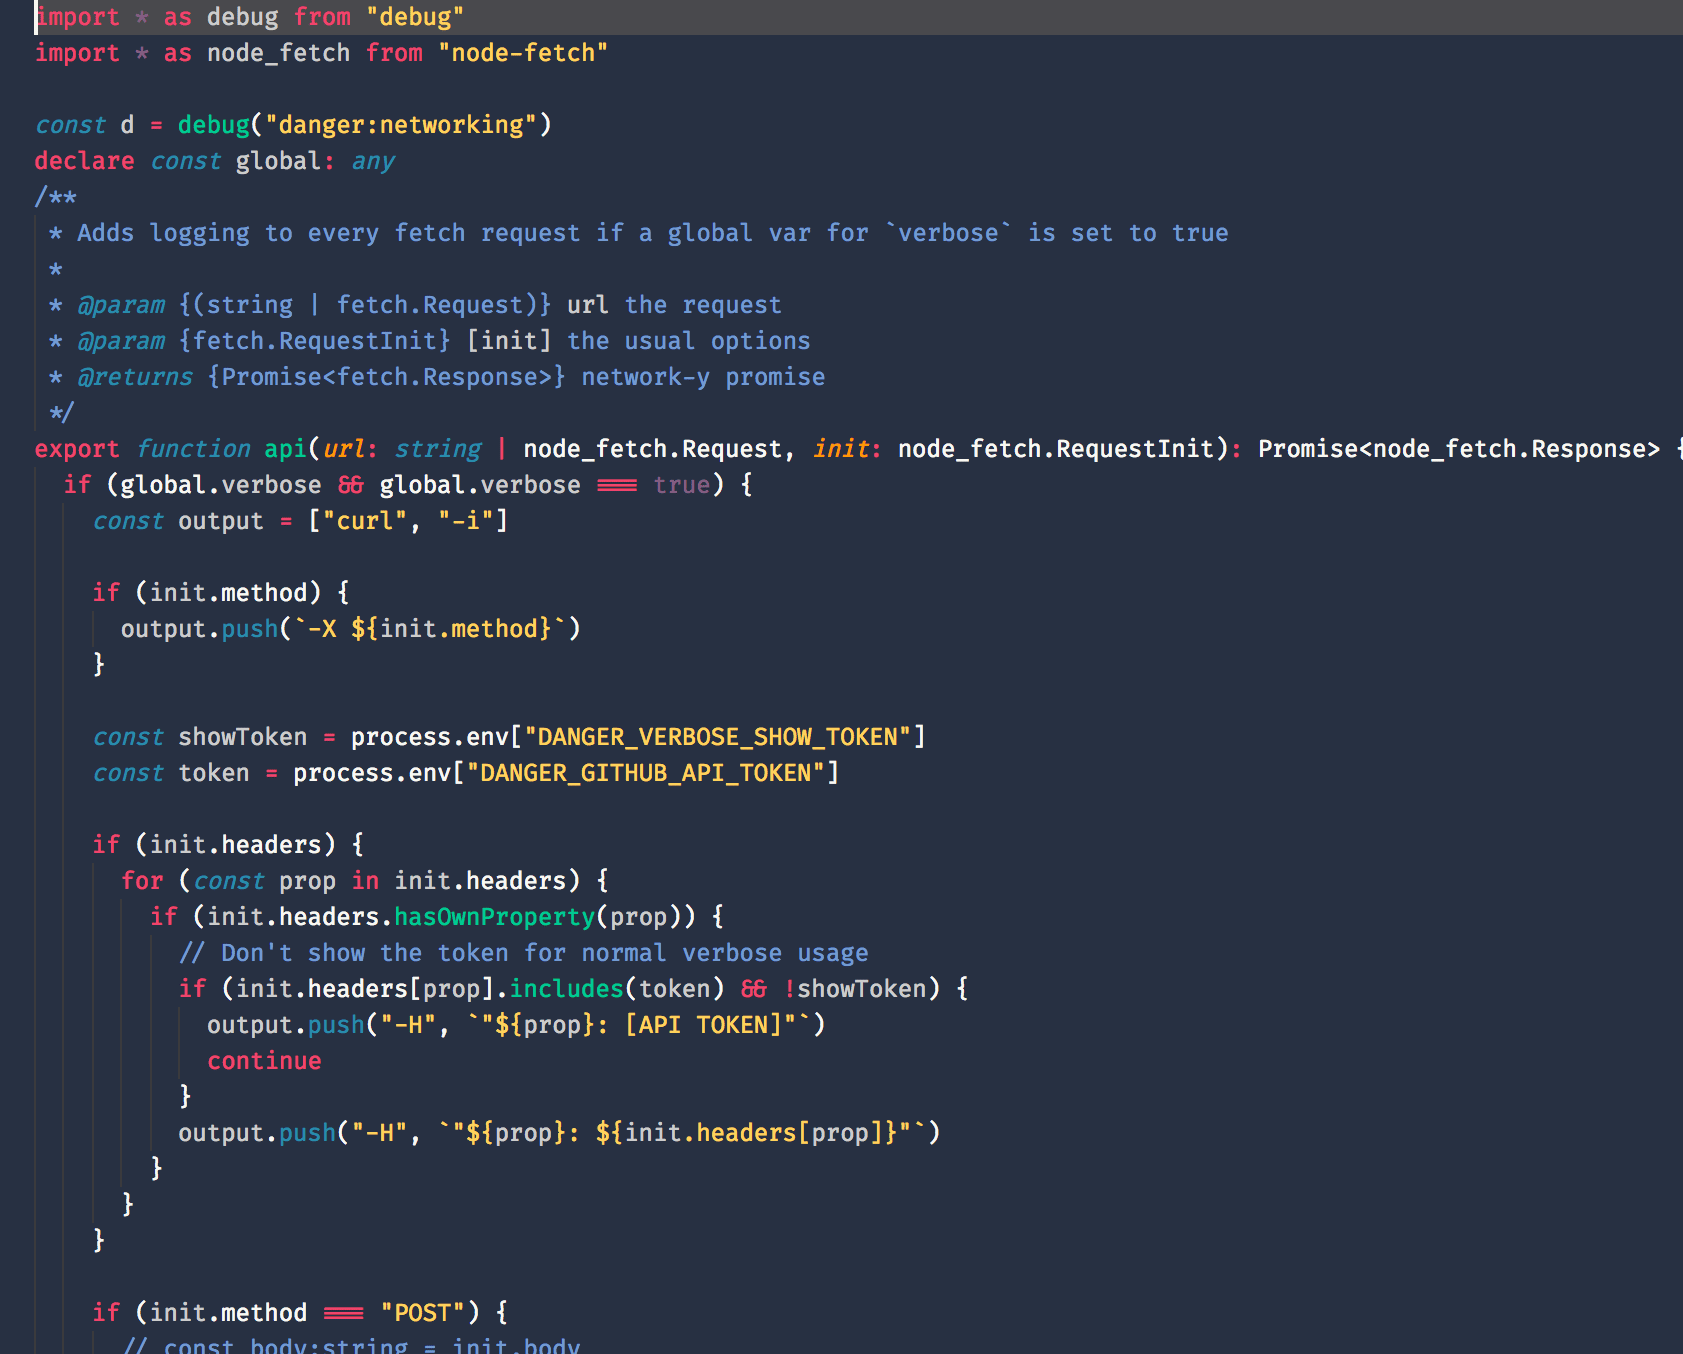 import * as debug from "debug"
import * as node_fetch from "node-fetch"
const d = debug("danger:networking")
declare const global: any
/**
 * Adds logging to every fetch request if a global var for `verbose` is set to true
 *
 * @param {(string | fetch.Request)} url the request
 * @param {fetch.RequestInit} [init] the usual options
 * @returns {Promise<fetch.Response>} network-y promise
 */
export function api(url: string | node_fetch.Request, init: node_fetch.RequestInit): Promise<node_fetch.Response> {
  if (global.verbose && global.verbose === true) {
    const output = ["curl", "-i"]
    if (init.method) {
      output.push(`-X ${init.method}`)
    }
    const showToken = process.env["DANGER_VERBOSE_SHOW_TOKEN"]
    const token = process.env["DANGER_GITHUB_API_TOKEN"]
    if (init.headers) {
      for (const prop in init.headers) {
        if (init.headers.hasOwnProperty(prop)) {
          // Don't show the token for normal verbose usage
          if (init.headers[prop].includes(token) && !showToken) {
            output.push("-H", `"${prop}: [API TOKEN]"`)
            continue
          }
          output.push("-H", `"${prop}: ${init.headers[prop]}"`)
        }
      }
    }
    if (init.method === "POST") {
      // const body:string = init.body